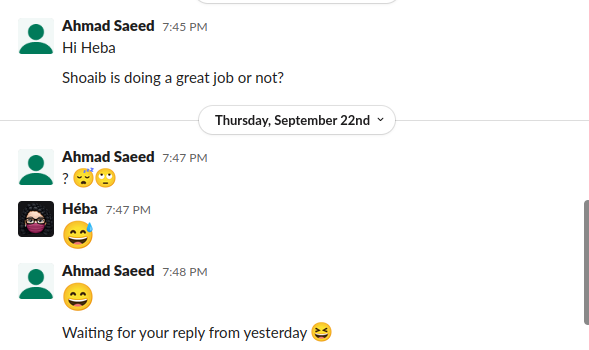 Ahmad Saeed 7:45 PM
Hi Heba
Shoaib is doing a great job or not?
Thursday, September 22nd
Ahmad Saeed 7:47 PM
? 😴🙄
Héba 7:47 PM
😅
Ahmad Saeed 7:48 PM
😄
Waiting for your reply from yesterday 😆